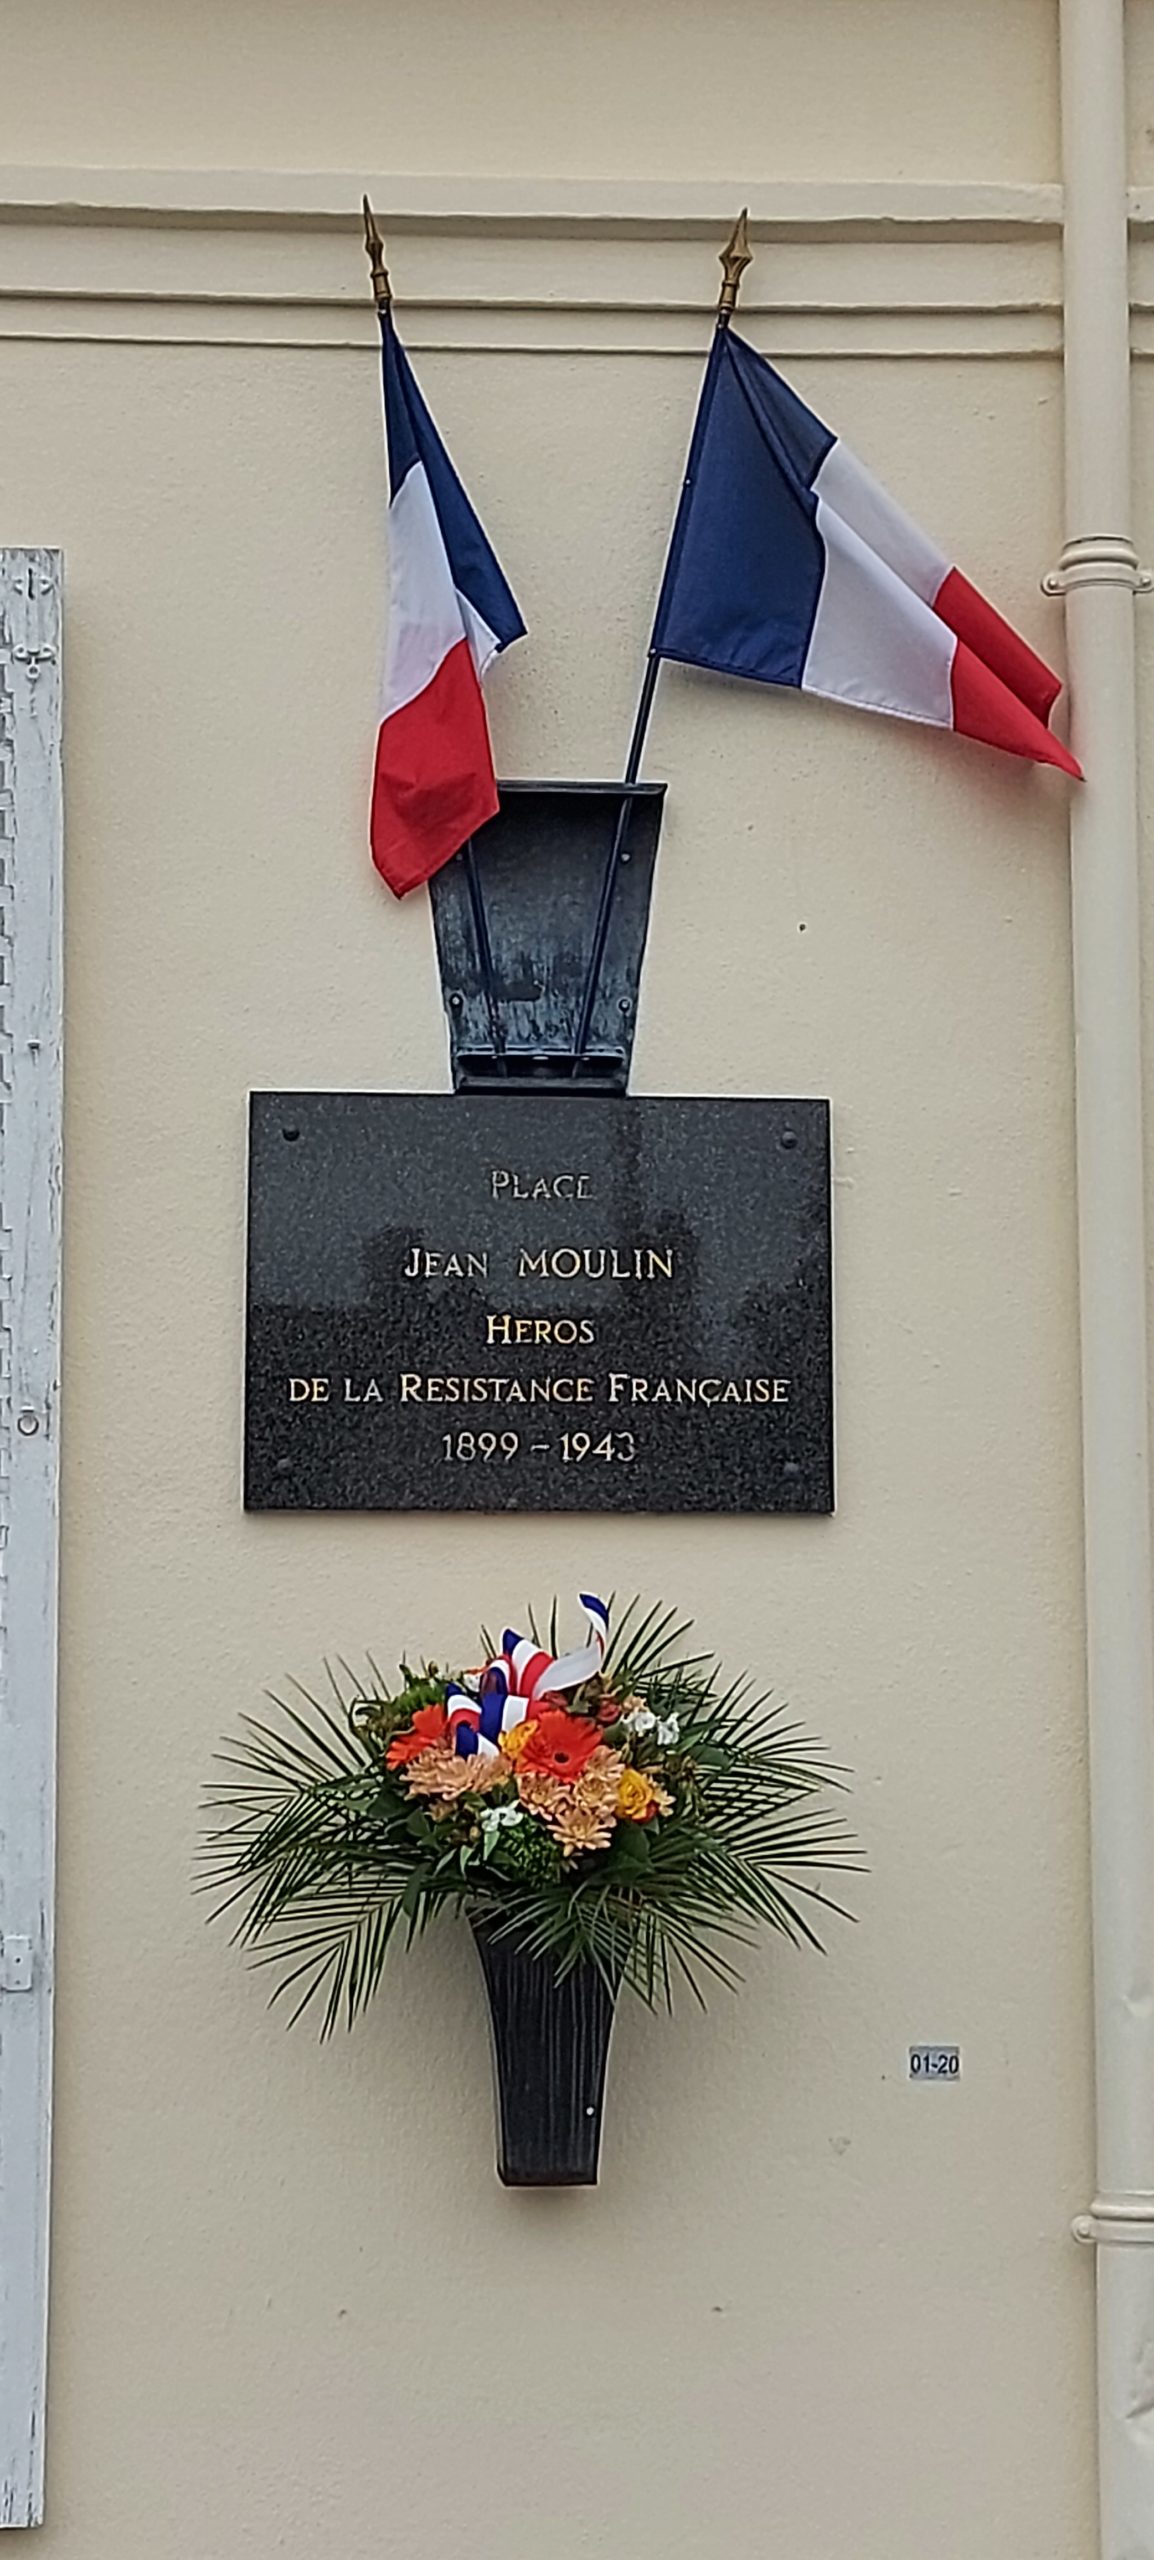 PLACE
JEAN MOULIN
HEROS
DE LA RESISTANCE FRANÇAISE
1899 - 1943
01-20